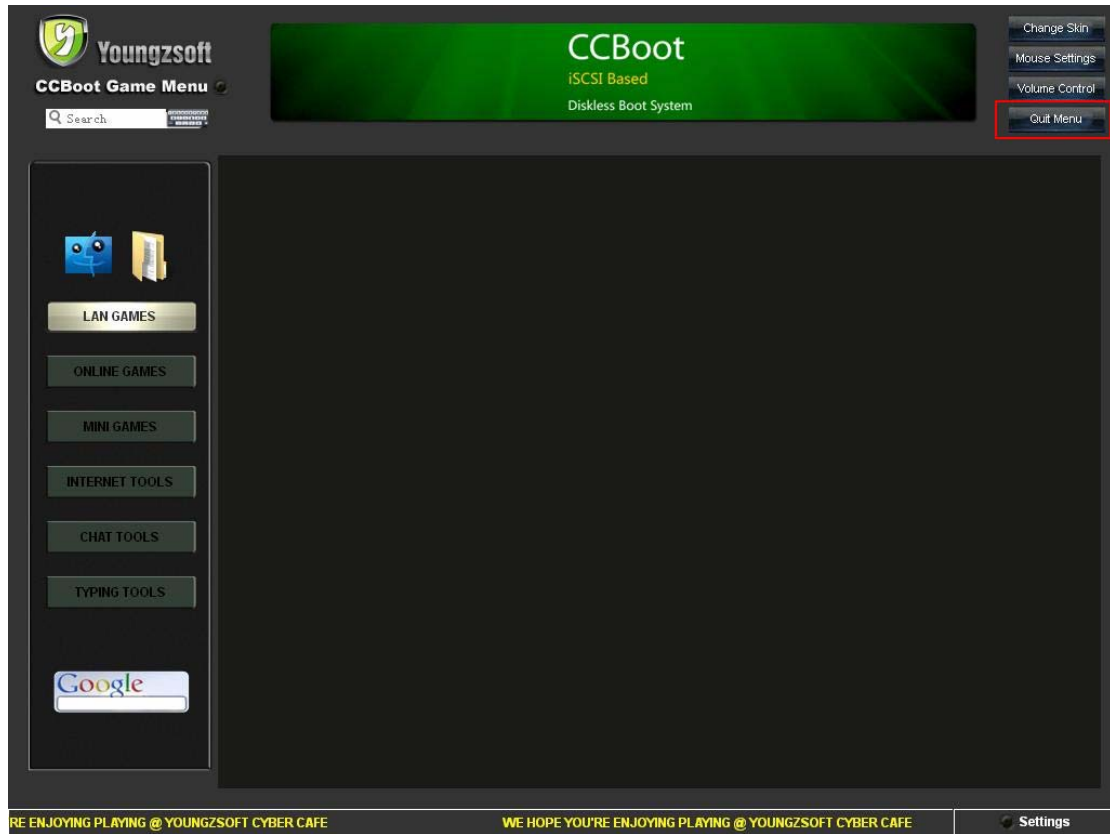 Youngzsoft
CCBoot Game Menu
Search
CCBoot
iSCSI Based
Diskless Boot System
Change Skin
Mouse Settings
Volume Control
Quit Menu
LAN GAMES
ONLINE GAMES
MINI GAMES
INTERNET TOOLS
CHAT TOOLS
TYPING TOOLS
Google
RE ENJOYING PLAYING @ YOUNGZSOFT CYBER CAFE
WE HOPE YOU'RE ENJOYING PLAYING @ YOUNGZSOFT CYBER CAFE
Settings